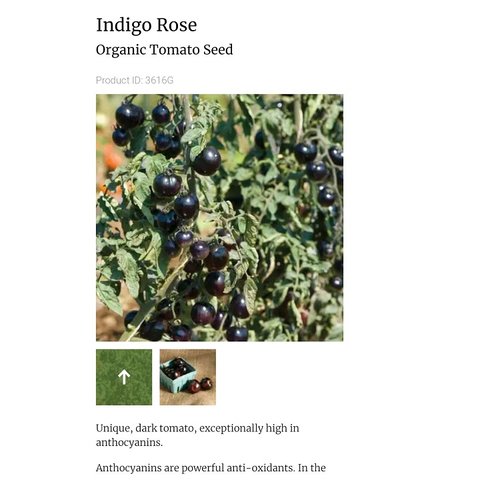 Indigo Rose
Organic Tomato Seed
Product ID: 3616G
Unique, dark tomato, exceptionally high in
anthocyanins.
Anthocyanins are powerful anti-oxidants. In the